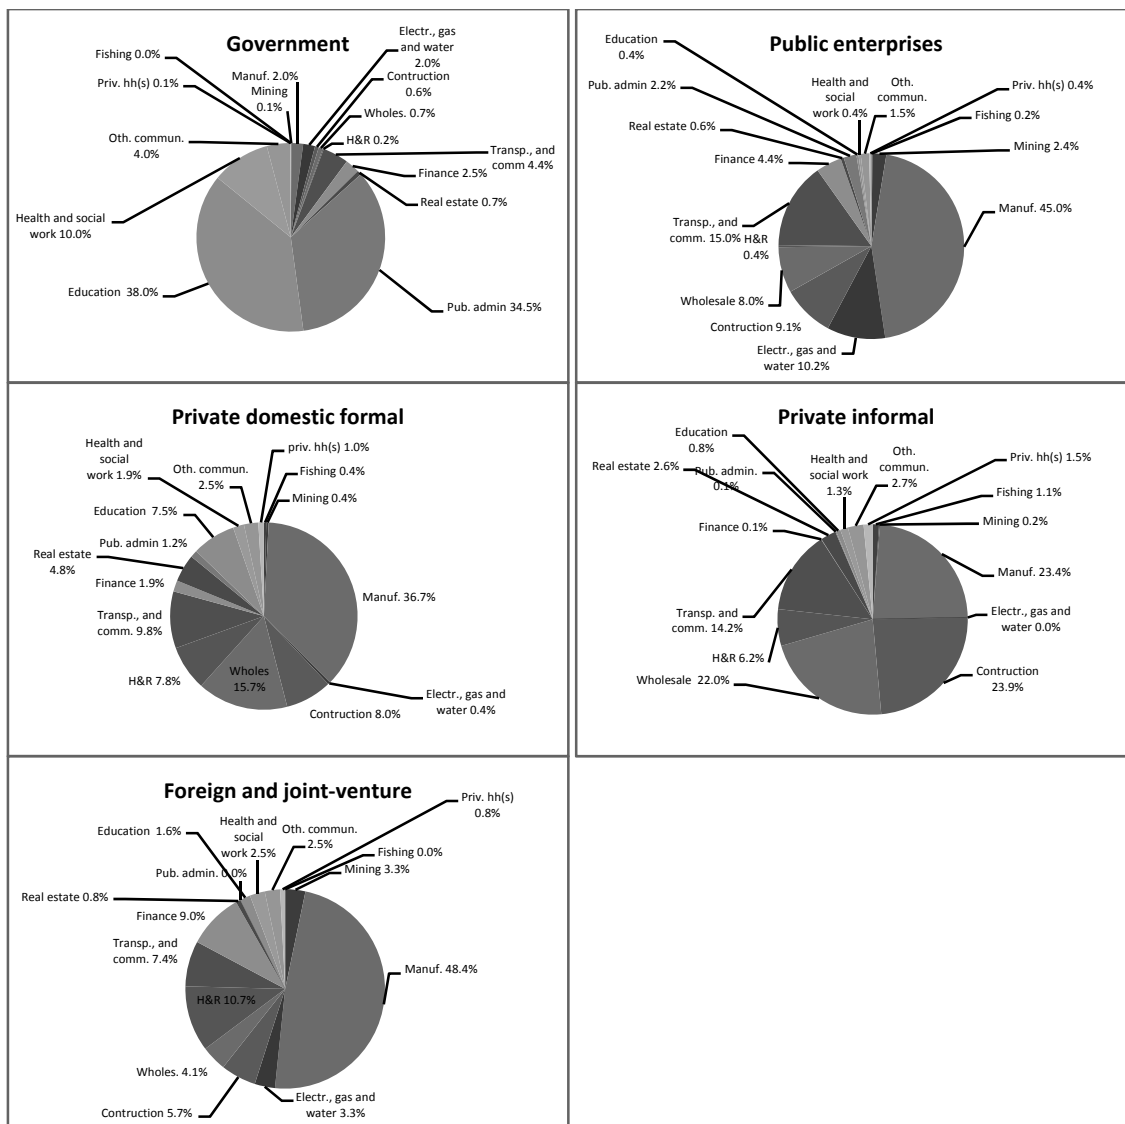 Government
Fishing 0.0%
Priv. hh(s) 0.1%
Oth. commun.
4.0%
Health and social
work 10.0%
Education  38.0%
Manuf. 2.0%
Mining
0.1%
Electr., gas
and water
2.0%
Contruction
0.6%
Wholes. 0.7%
H&R 0.2%
Transp., and
comm 4.4%
Finance 2.5%
Real estate 0.7%
Pub. admin 34.5%
Public enterprises
Education
0.4%
Pub. admin 2.2%
Real estate 0.6%
Finance 4.4%
Transp., and
comm. 15.0%
H&R
0.4%
Wholesale 8.0%
Contruction 9.1%
Electr., gas and
water 10.2%
Health and
social
work 0.4%
Oth.
commun.
1.5%
Priv. hh(s) 0.4%
Fishing 0.2%
Mining 2.4%
Manuf. 45.0%
Private domestic formal
Health and
social
work 1.9%
Oth. commun.
2.5%
Education  7.5%
Pub. admin 1.2%
Real estate
4.8%
Finance 1.9%
Transp., and
comm. 9.8%
H&R 7.8%
Wholes
15.7%
priv. hh(s) 1.0%
Fishing 0.4%
Mining 0.4%
Manuf. 36.7%
Electr., gas and
water 0.4%
Contruction 8.0%
Private informal
Education
0.8%
Real estate 2.6%
Pub. admin.
0.1%
Finance 0.1%
Transp. and
comm. 14.2%
H&R 6.2%
Wholesale  22.0%
Health and
social work
1.3%
Oth.
commun.
2.7%
Priv. hh(s) 1.5%
Fishing 1.1%
Mining 0.2%
Manuf. 23.4%
Electr., gas and
water 0.0%
Contruction
23.9%
Foreign and joint-venture
Education  1.6%
Health and
social
work 2.5%
Oth. commun.
2.5%
Pub. admin. 0.0%
Real estate 0.8%
Finance 9.0%
Transp., and
comm. 7.4%
H&R 10.7%
Wholes. 4.1%
Contruction 5.7%
Priv. hh(s)
0.8%
Fishing 0.0%
Mining 3.3%
Manuf. 48.4%
Electr., gas and
water 3.3%